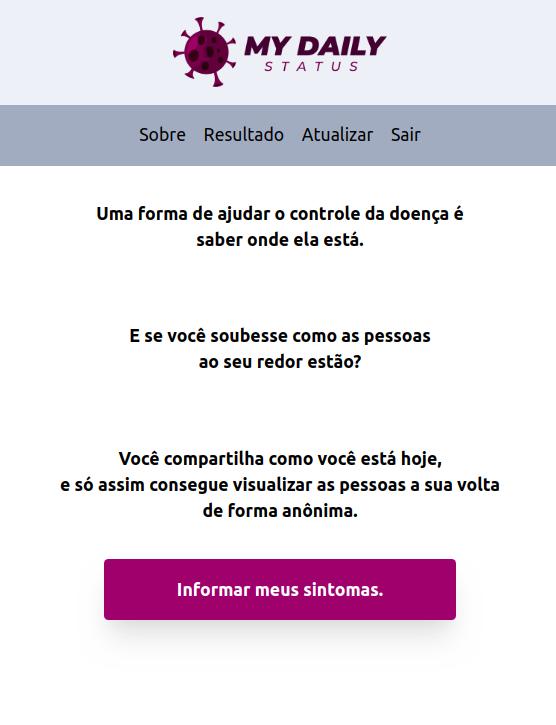 MY DAILY
STATUS
Sobre Resultado Atualizar Sair
Uma forma de ajudar o controle da doença é
saber onde ela está.
E se você soubesse como as pessoas
ao seu redor estão?
Você compartilha como você está hoje,
e só assim consegue visualizar as pessoas a sua volta
de forma anônima.
Informar meus sintomas.